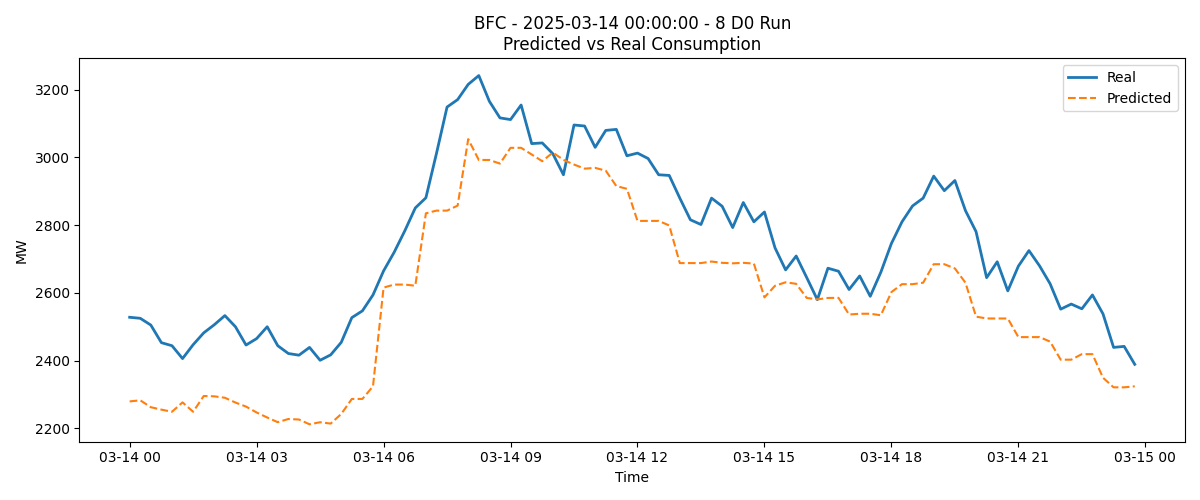 BFC - 2025-03-14 00:00:00 - 8 D0 Run
Predicted vs Real Consumption
Real
Predicted
MW
3200
3000
2800
2600
2400
2200
03-14 00
03-14 03
03-14 06
03-14 09
03-14 12
03-14 15
03-14 18
03-14 21
03-15 00
Time